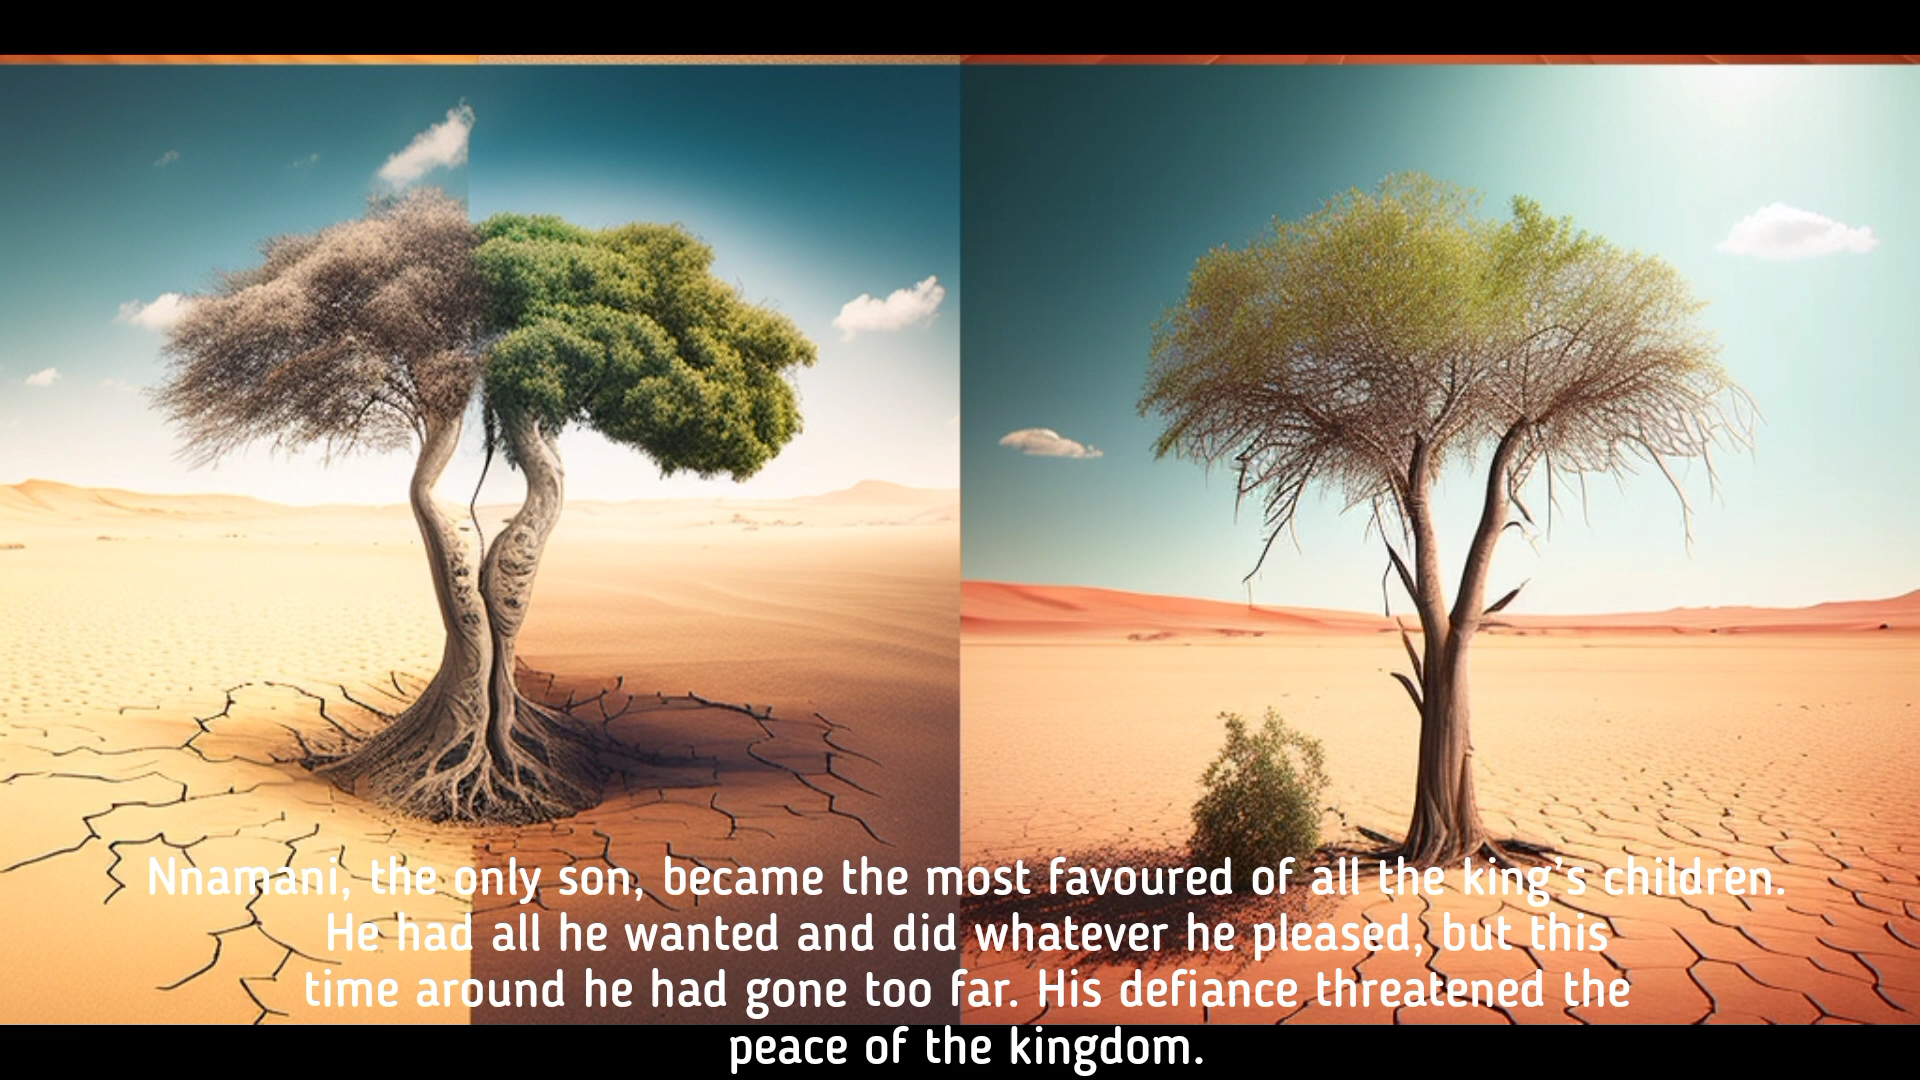 Nnamani, the only son, became the most favoured of all the king's children.
He had all he wanted and did whatever he pleased, but this
time around he had gone too far. His defiance threatened the
peace of the kingdom.